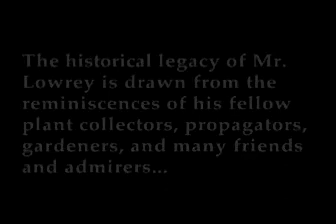 The historical legacy of Mr.
Lowrey is drawn from the
reminiscences of his fellow
plant collectors, propagators,
gardeners, and many friends
and admirers...